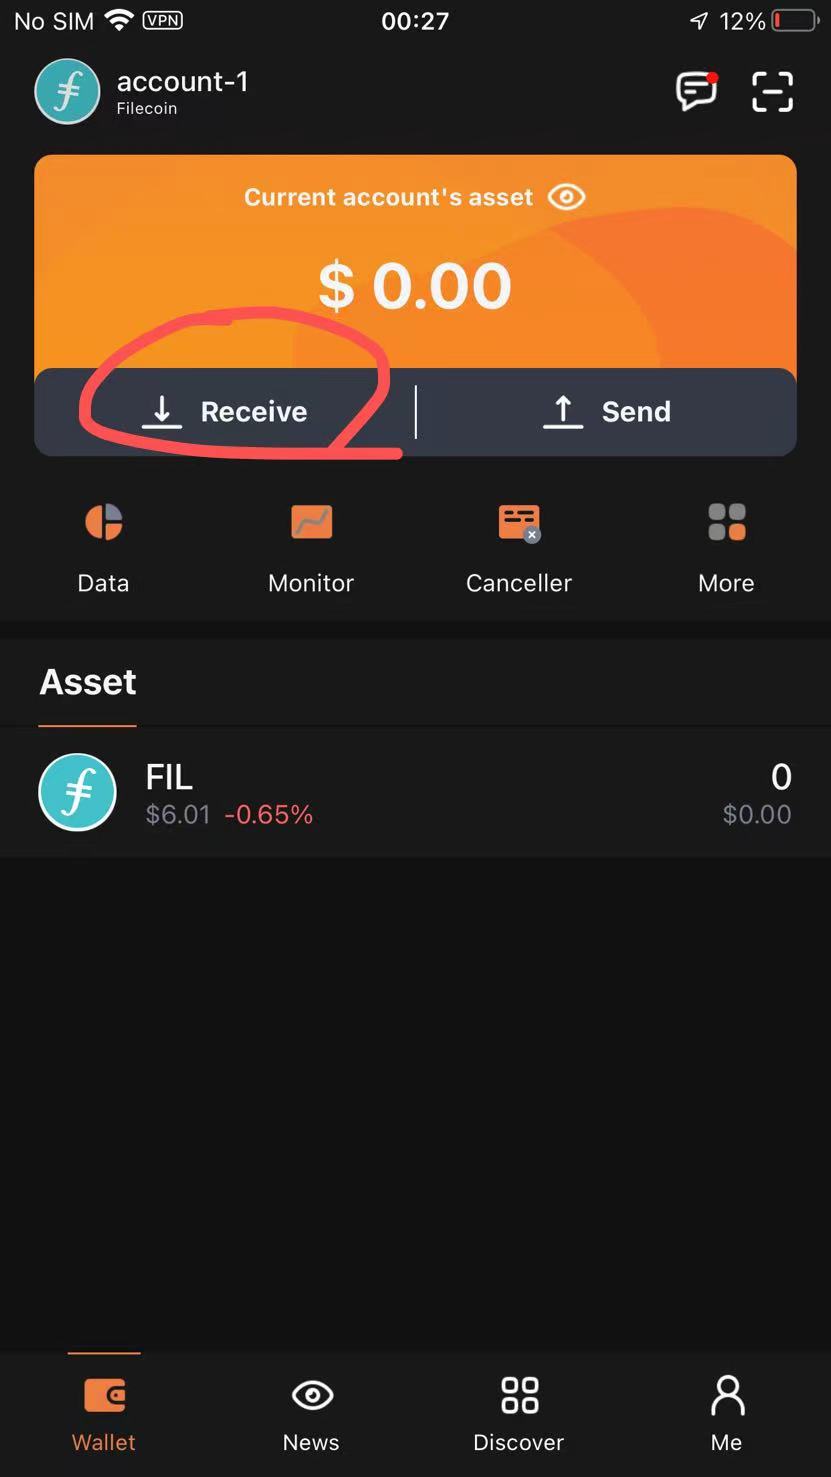 No SIM VPN 00:27 12%
account-1
Filecoin
Current account's asset
$ 0.00
Receive Send
Data Monitor Canceller More
Asset
FIL 0
$6.01 -0.65% $0.00
Wallet News Discover Me